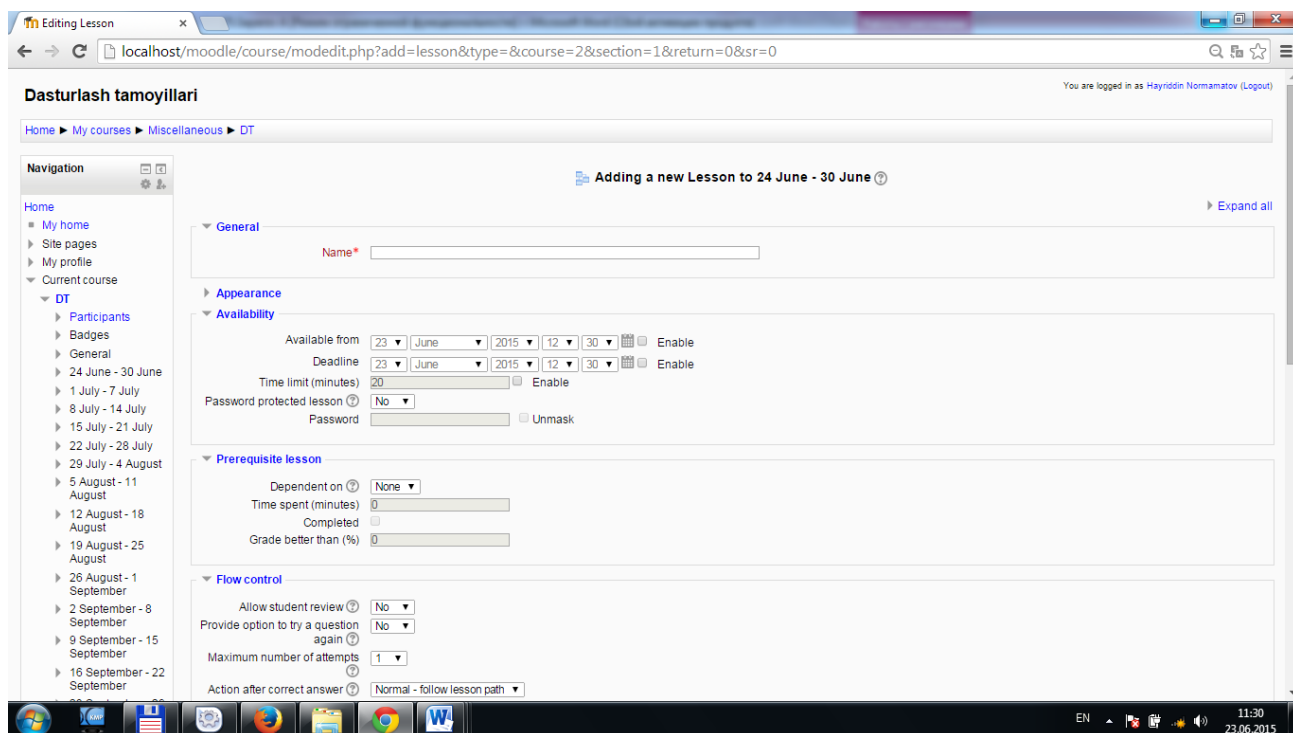 Editing Lesson
localhost/moodle/course/modedit.php?add=lesson&type=&course=2&section=1&return=0&sr=0
You are logged in as Hayriddin Normamatov (Logout)
Dasturlash tamoyillari
Home ► My courses ► Miscellaneous ► DT
Navigation
Home
My home
Site pages
My profile
Current course
DT
Participants
Badges
General
24 June - 30 June
1 July - 7 July
8 July - 14 July
15 July - 21 July
22 July - 28 July
29 July - 4 August
5 August - 11
August
12 August - 18
August
19 August - 25
August
26 August - 1
September
2 September - 8
September
9 September - 15
September
16 September - 22
September
Adding a new Lesson to 24 June - 30 June
Expand all
General
Name*
Appearance
Availability
Available from 23 June 2015 12 30 Enable
Deadline 23 June 2015 12 30 Enable
Time limit (minutes) 20 Enable
Password protected lesson No
Password Unmask
Prerequisite lesson
Dependent on None
Time spent (minutes) 0
Completed
Grade better than (%) 0
Flow control
Allow student review No
Provide option to try a question No
again
Maximum number of attempts 1
Action after correct answer Normal - follow lesson path
KMP
EN
11:30
23.06.2015